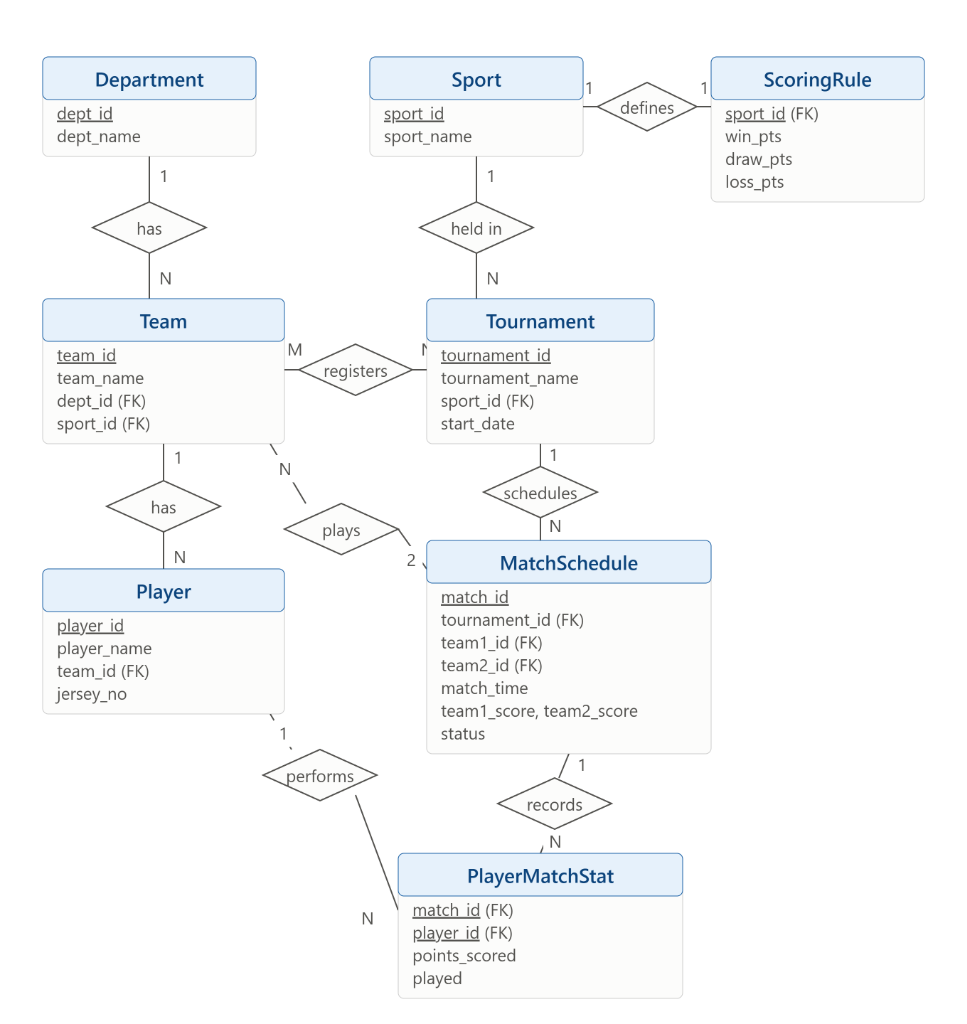 Department
dept_id
dept_name
Sport
sport_id
sport_name
1
defines
1
ScoringRule
sport_id (FK)
win_pts
draw_pts
loss_pts
1
has
N
1
held in
N
Team
team_id
team_name
dept_id (FK)
sport_id (FK)
M
registers
N
Tournament
tournament_id
tournament_name
sport_id (FK)
start_date
1
has
N
N
plays
2
1
schedules
N
Player
player_id
player_name
team_id (FK)
jersey_no
MatchSchedule
match_id
tournament_id (FK)
team1_id (FK)
team2_id (FK)
match_time
team1_score, team2_score
status
1
performs
N
1
records
N
PlayerMatchStat
match_id (FK)
player_id (FK)
points_scored
played